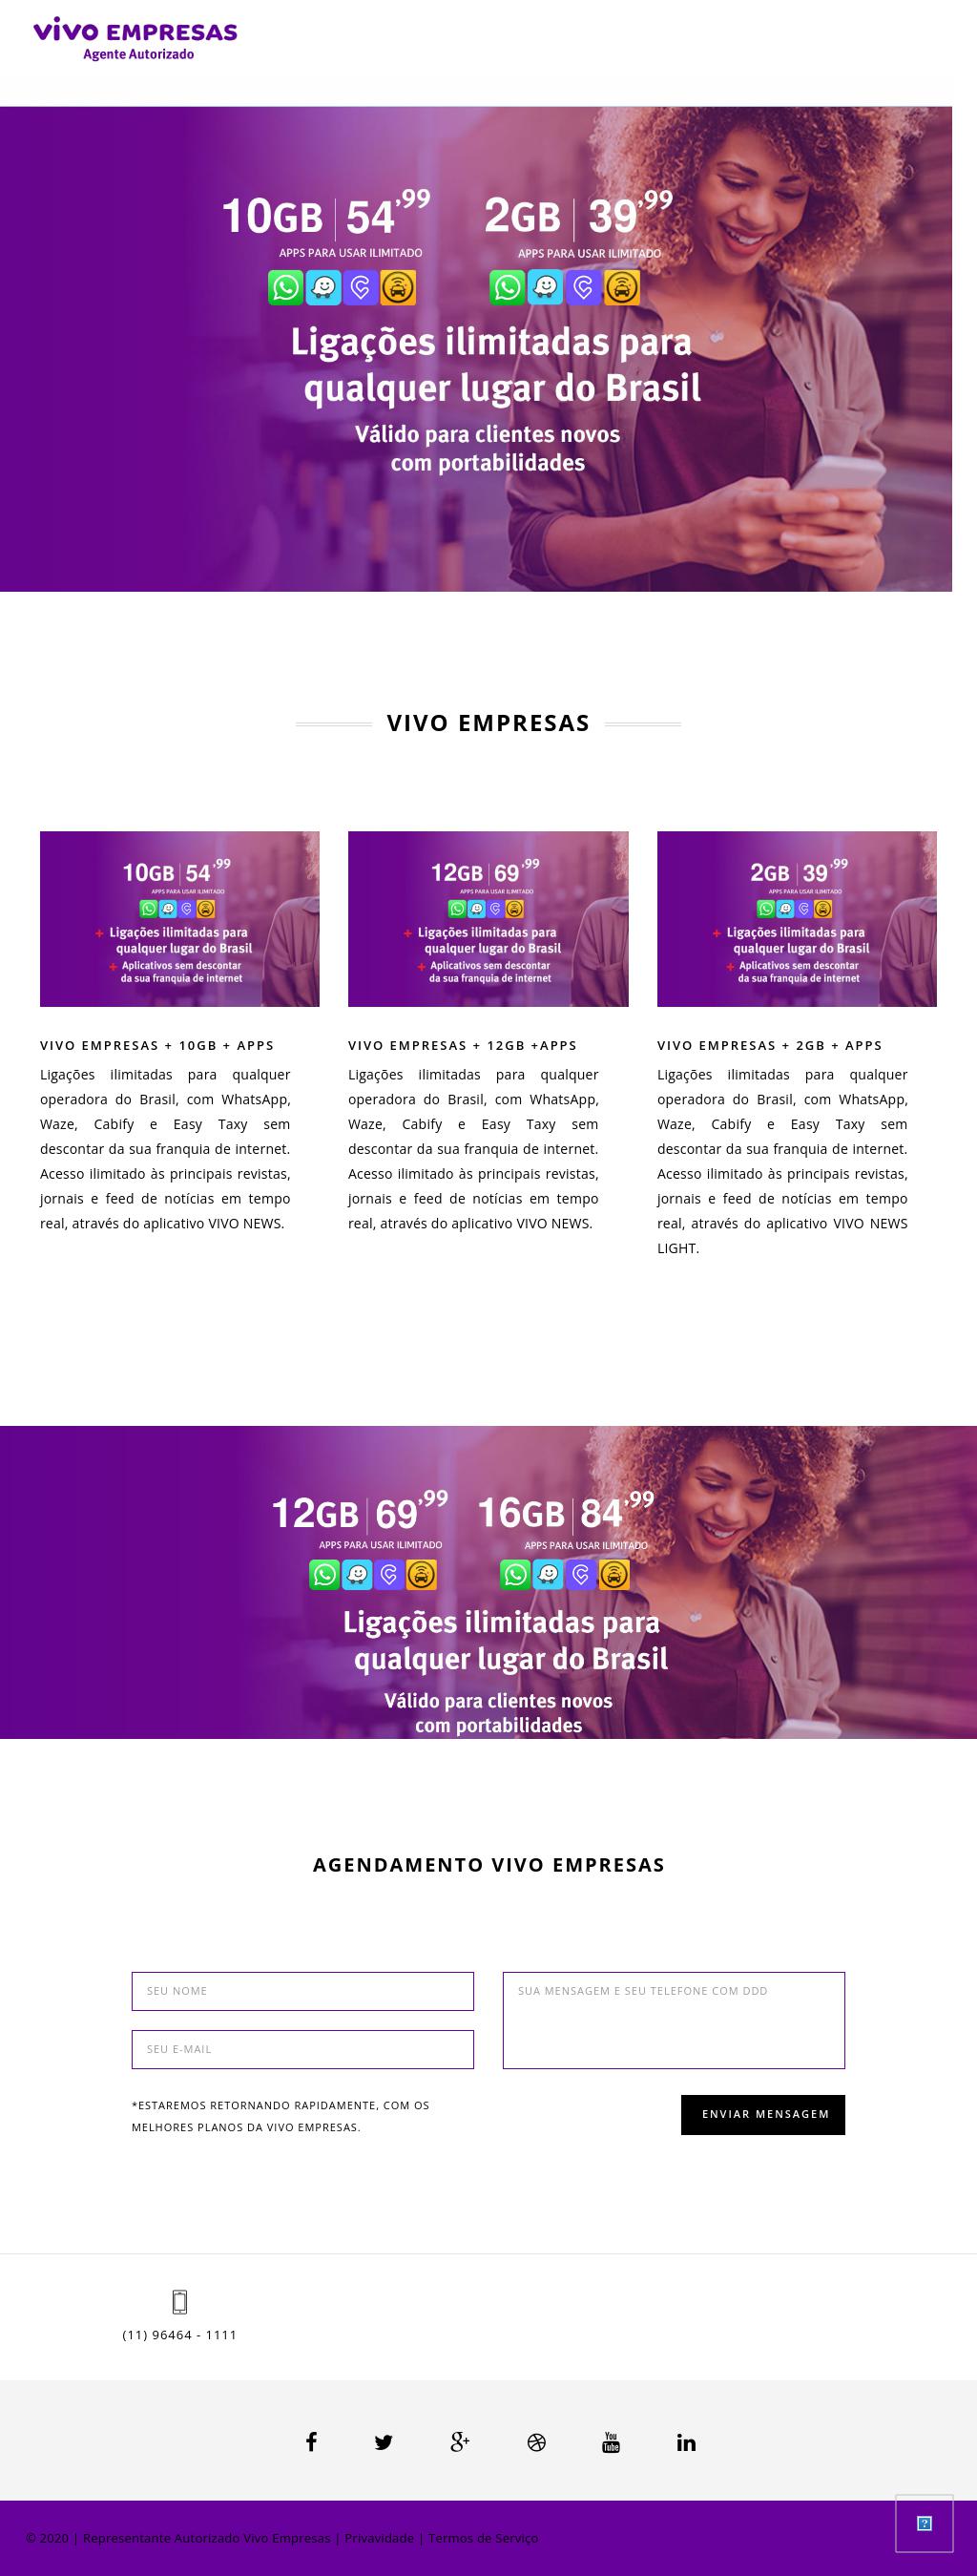 vivo EMPRESAS
Agente Autorizado
10GB | 54,99
APPS PARA USAR ILIMITADO
2GB | 39,99
APPS PARA USAR ILIMITADO
Ligações ilimitadas para
qualquer lugar do Brasil
Válido para clientes novos
com portabilidades
VIVO EMPRESAS
10GB | 54,99
APPS PARA USAR ILIMITADO
+ Ligações ilimitadas para
qualquer lugar do Brasil
+ Aplicativos sem descontar
da sua franquia de internet
VIVO EMPRESAS + 10GB + APPS
Ligações ilimitadas para qualquer
operadora do Brasil, com WhatsApp,
Waze, Cabify e Easy Taxy sem
descontar da sua franquia de internet.
Acesso ilimitado às principais revistas,
jornais e feed de notícias em tempo
real, através do aplicativo VIVO NEWS.
12GB | 69,99
APPS PARA USAR ILIMITADO
+ Ligações ilimitadas para
qualquer lugar do Brasil
+ Aplicativos sem descontar
da sua franquia de internet
VIVO EMPRESAS + 12GB +APPS
Ligações ilimitadas para qualquer
operadora do Brasil, com WhatsApp,
Waze, Cabify e Easy Taxy sem
descontar da sua franquia de internet.
Acesso ilimitado às principais revistas,
jornais e feed de notícias em tempo
real, através do aplicativo VIVO NEWS.
2GB | 39,99
APPS PARA USAR ILIMITADO
+ Ligações ilimitadas para
qualquer lugar do Brasil
+ Aplicativos sem descontar
da sua franquia de internet
VIVO EMPRESAS + 2GB + APPS
Ligações ilimitadas para qualquer
operadora do Brasil, com WhatsApp,
Waze, Cabify e Easy Taxy sem
descontar da sua franquia de internet.
Acesso ilimitado às principais revistas,
jornais e feed de notícias em tempo
real, através do aplicativo VIVO NEWS
LIGHT.
12GB | 69,99
APPS PARA USAR ILIMITADO
16GB | 84,99
APPS PARA USAR ILIMITADO
Ligações ilimitadas para
qualquer lugar do Brasil
Válido para clientes novos
com portabilidades
AGENDAMENTO VIVO EMPRESAS
SEU NOME
SEU E-MAIL
SUA MENSAGEM E SEU TELEFONE COM DDD
*ESTAREMOS RETORNANDO RAPIDAMENTE, COM OS
MELHORES PLANOS DA VIVO EMPRESAS.
ENVIAR MENSAGEM
(11) 96464 - 1111
You Tube
© 2020 | Representante Autorizado Vivo Empresas | Privavidade | Termos de Serviço